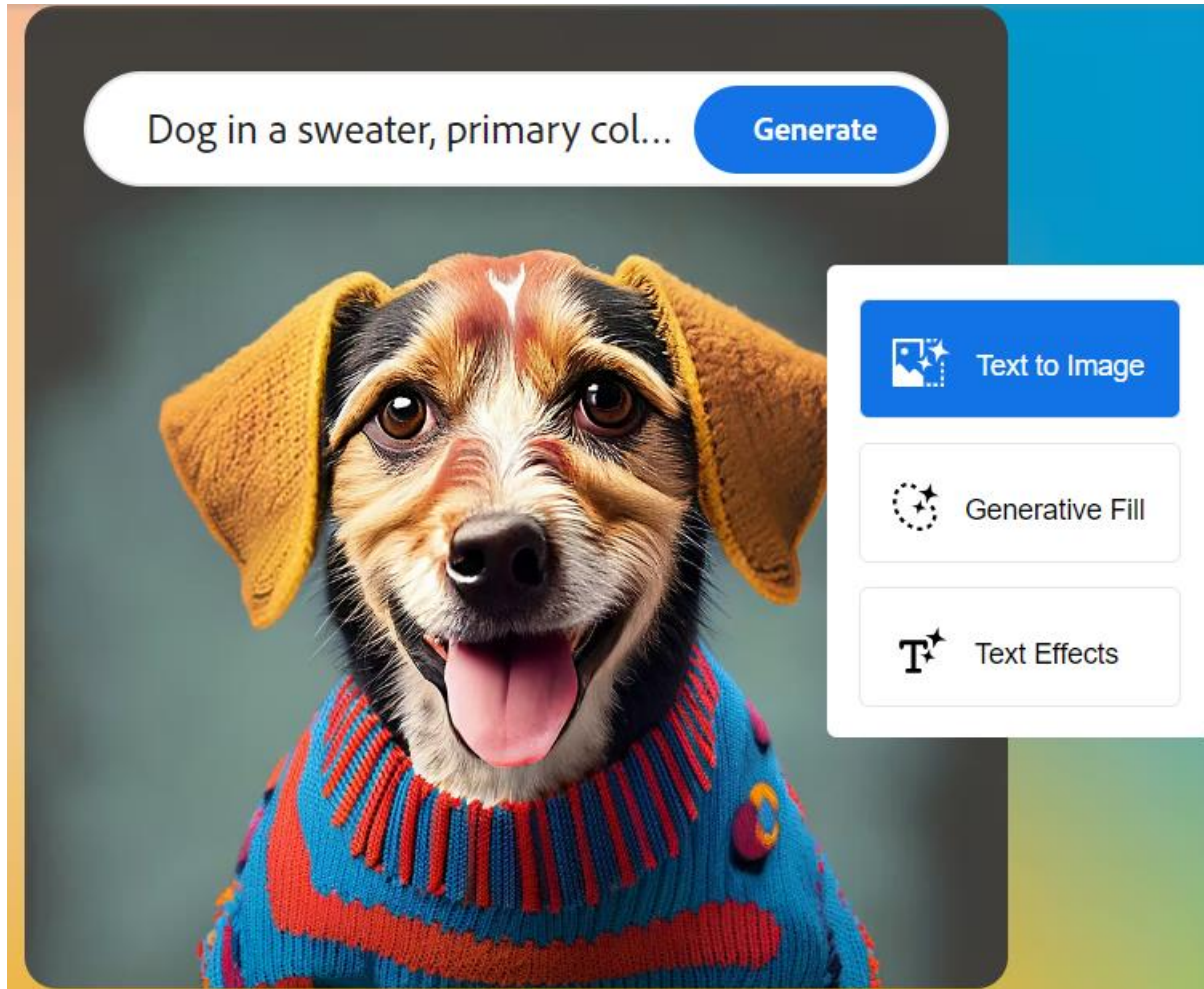 Dog in a sweater, primary col...
Generate
Text to Image
Generative Fill
Text Effects